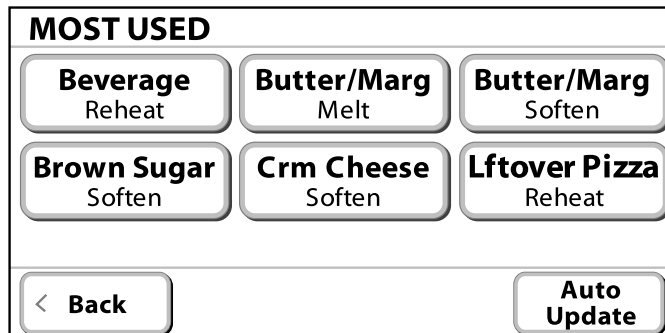 MOST USED
Beverage
Reheat
Butter/Marg
Melt
Butter/Marg
Soften
Brown Sugar
Soften
Crm Cheese
Soften
Lftover Pizza
Reheat
< Back
Auto
Update